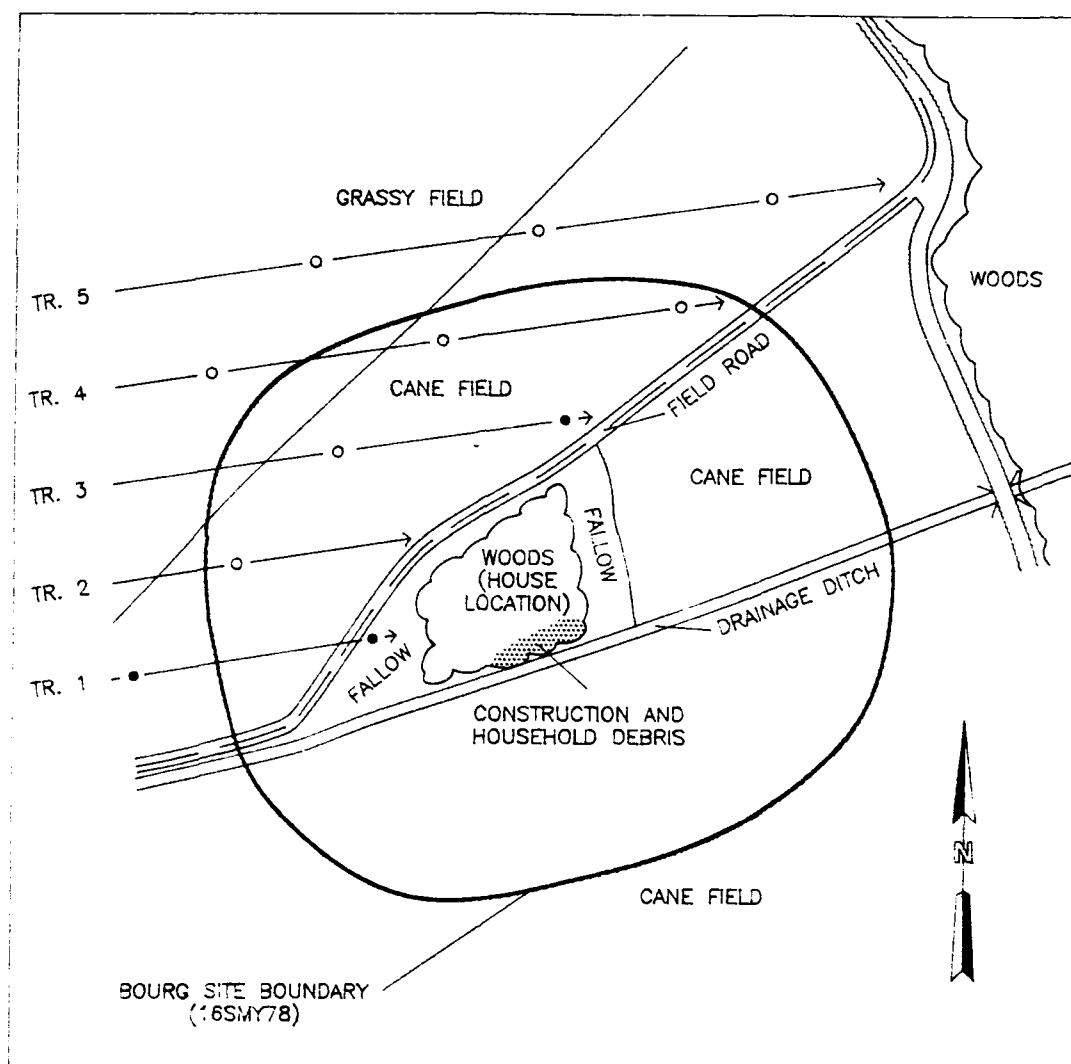 GRASSY FIELD
TR. 5
WOODS
TR. 4
CANE FIELD
FIELD ROAD
TR. 3
CANE FIELD
FALLOW
WOODS
(HOUSE
LOCATION)
TR. 2
DRAINAGE DITCH
TR. 1
FALLOW
CONSTRUCTION AND
HOUSEHOLD DEBRIS
N
CANE FIELD
BOURG SITE BOUNDARY
(16SMY78)